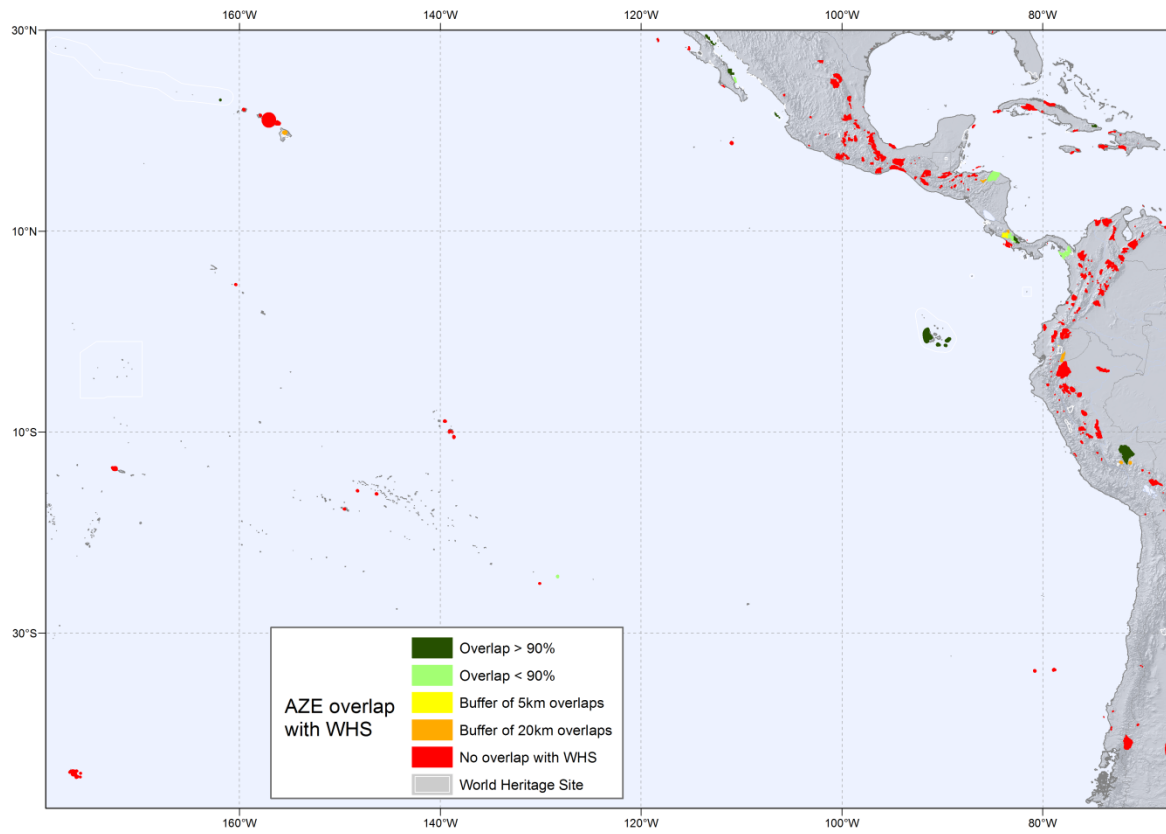 160°W 140°W 120°W 100°W 80°W
30°N
10°N
10°S
30°S
AZE overlap
with WHS
Overlap > 90%
Overlap < 90%
Buffer of 5km overlaps
Buffer of 20km overlaps
No overlap with WHS
World Heritage Site
160°W 140°W 120°W 100°W 80°W